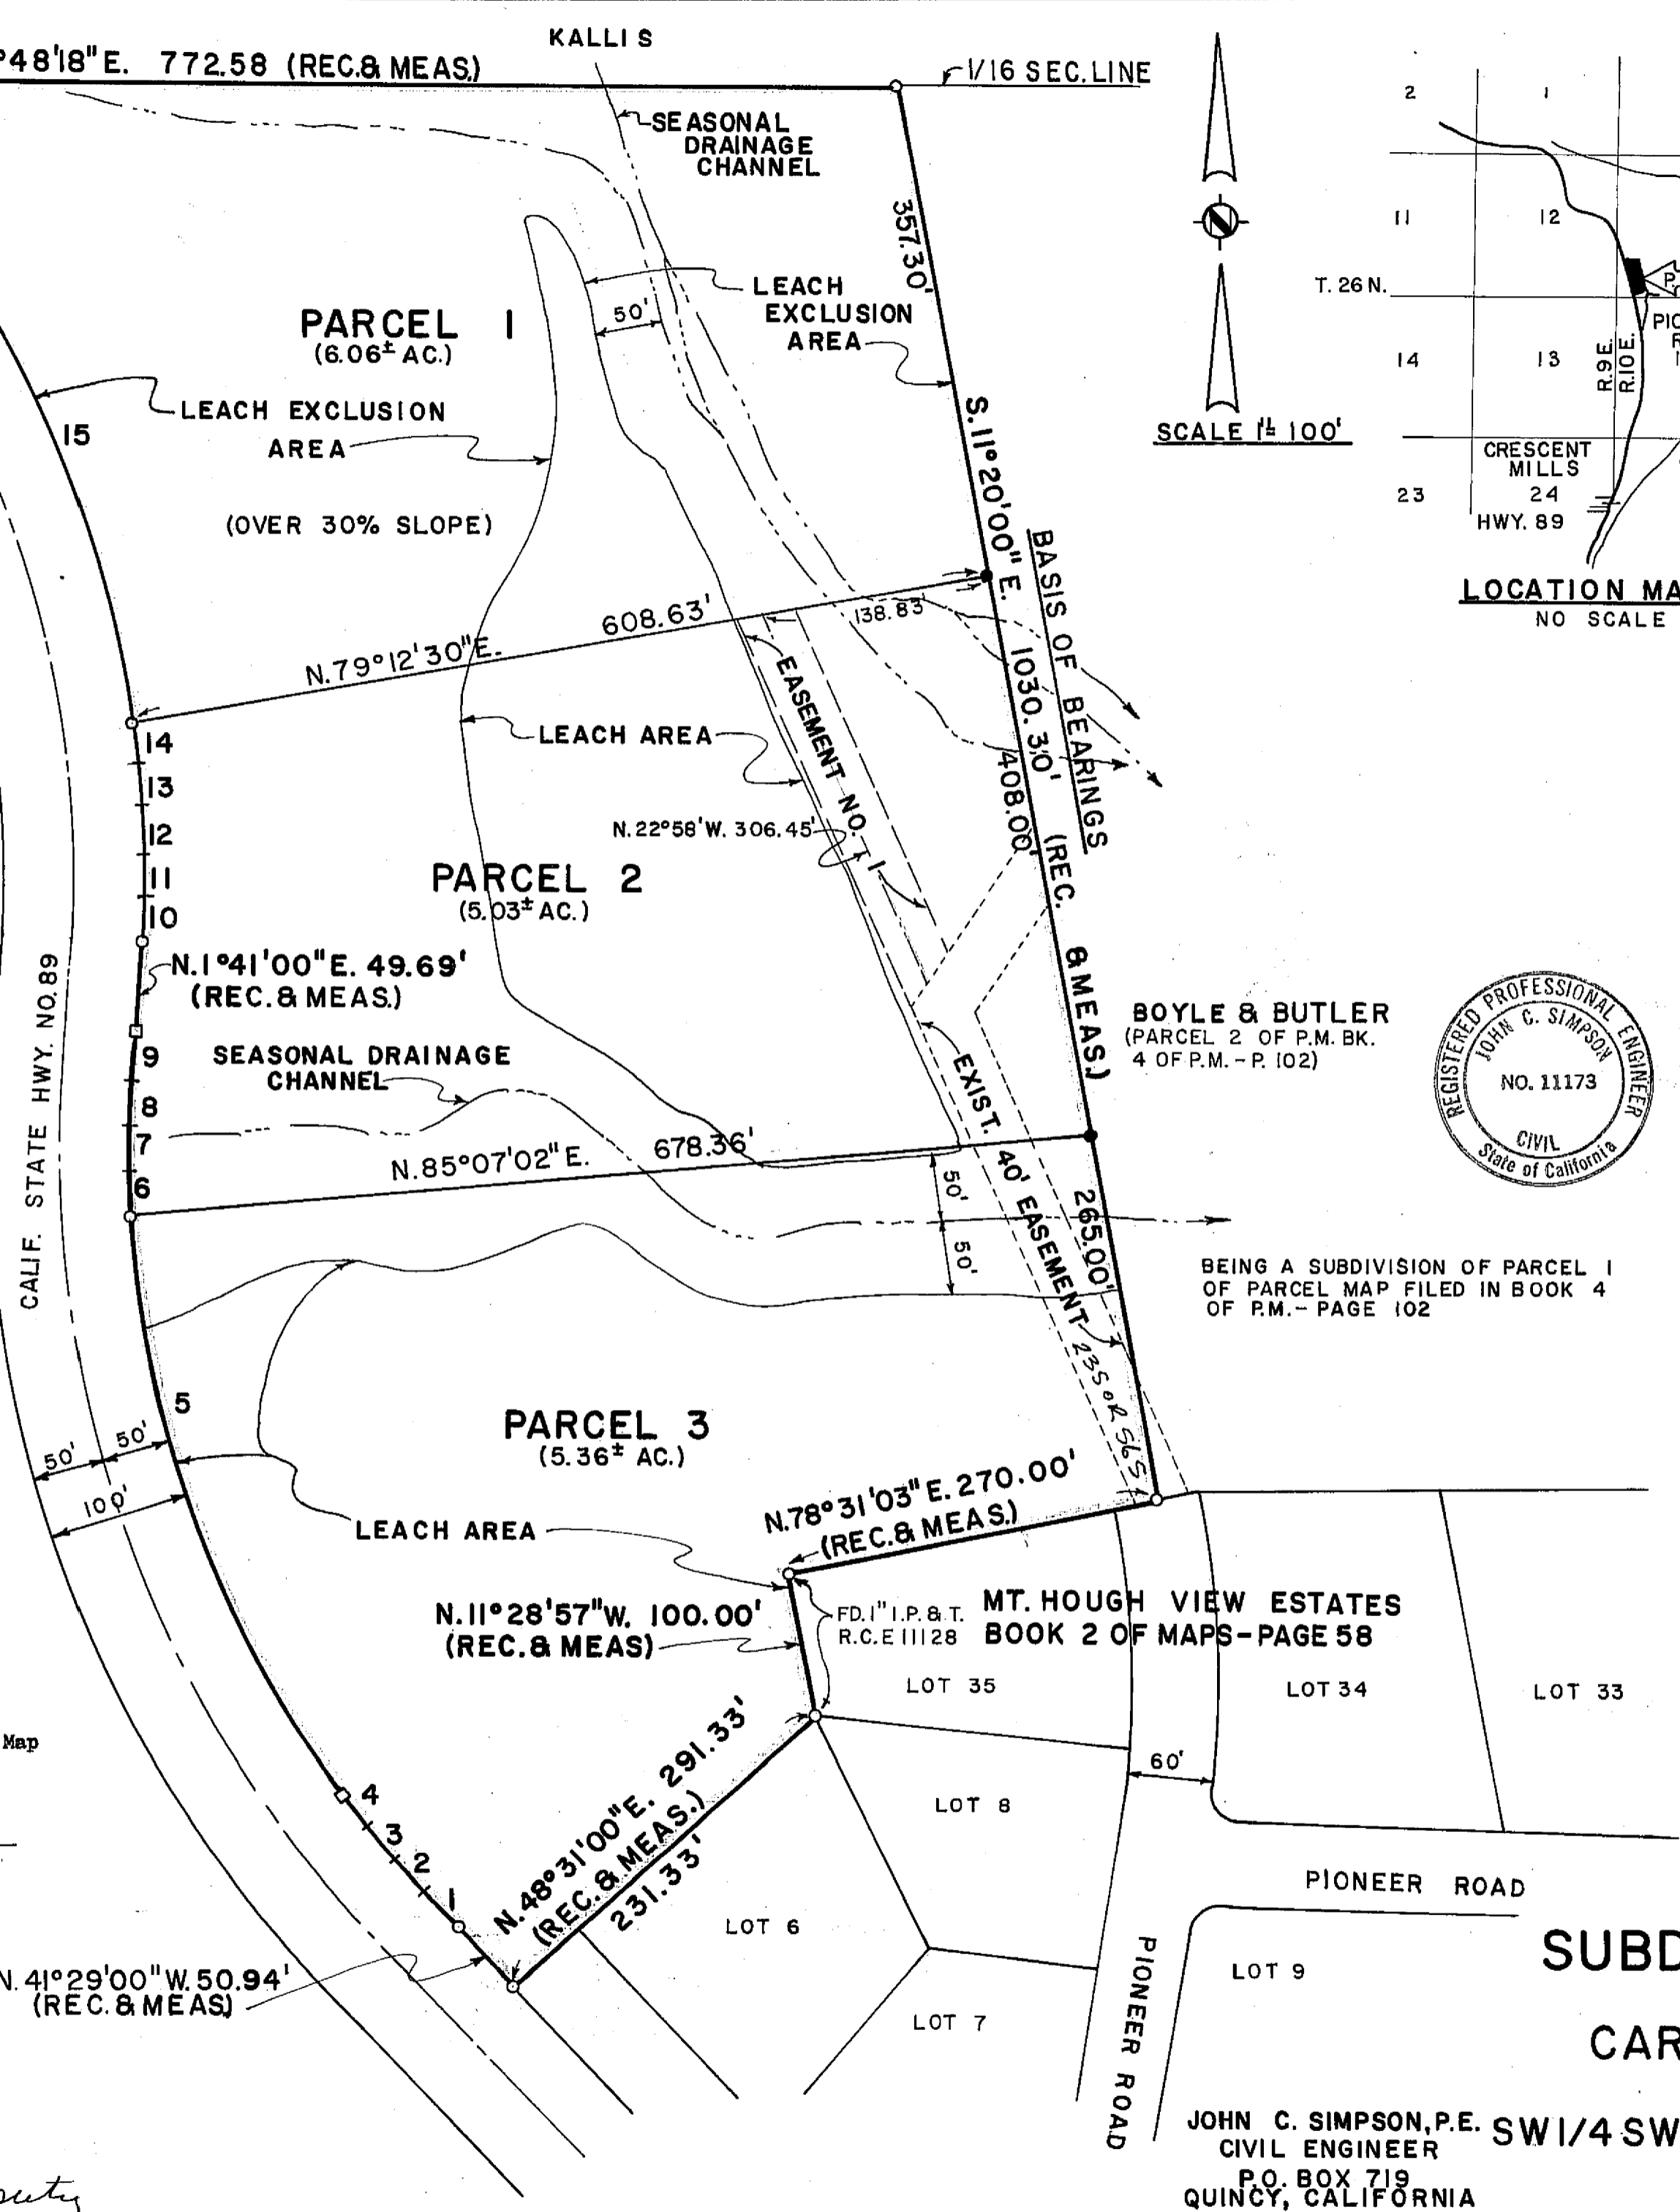 °48'18"E. 772.58 (REC.& MEAS.)
KALLIS
1/16 SEC. LINE
SEASONAL
DRAINAGE
CHANNEL
357.30'
LEACH
EXCLUSION
AREA
50'
PARCEL 1
(6.06± AC.)
LEACH EXCLUSION
AREA
(OVER 30% SLOPE)
15
S.11°20'00"E. 1030.30' (REC. & MEAS.)
BASIS OF BEARINGS
SCALE 1"= 100'
2
1
11
12
T. 26 N.
14
13
R.9E.
R.10E.
CRESCENT
MILLS
23
24
HWY. 89
LOCATION MA
NO SCALE
608.63'
138.83'
N.79°12'30"E.
14
13
12
11
10
LEACH AREA
EASEMENT NO. 1
408.00'
N.22°58'W. 306.45'
PARCEL 2
(5.03± AC.)
N.1°41'00"E. 49.69'
(REC.& MEAS.)
CALIF. STATE HWY. NO. 89
9
8
7
6
SEASONAL DRAINAGE
CHANNEL
N.85°07'02"E. 678.36'
50'
50'
EXIST. 40' EASEMENT
235 OR 565
265.00'
BOYLE & BUTLER
(PARCEL 2 OF P.M. BK.
4 OF P.M.-P. 102)
REGISTERED PROFESSIONAL ENGINEER
JOHN C. SIMPSON
NO. 11173
CIVIL
State of California
BEING A SUBDIVISION OF PARCEL 1
OF PARCEL MAP FILED IN BOOK 4
OF P.M.- PAGE 102
5
50'
50'
100'
PARCEL 3
(5.36± AC.)
LEACH AREA
N.78°31'03"E. 270.00'
(REC.& MEAS.)
N.11°28'57"W. 100.00'
(REC.& MEAS)
FD. 1" I.P. & T.
R.C.E 11128
MT. HOUGH VIEW ESTATES
BOOK 2 OF MAPS-PAGE 58
LOT 35
LOT 34
LOT 33
Map
4
3
2
1
N.48°31'00"E. 291.33'
(REC.& MEAS.)
231.33'
60'
LOT 8
PIONEER ROAD
LOT 6
LOT 9
LOT 7
PIONEER ROAD
N. 41°29'00"W. 50.94'
(REC. & MEAS)
SUBD
CAR
JOHN C. SIMPSON, P.E.
CIVIL ENGINEER
P.O. BOX 719
QUINCY, CALIFORNIA
SW1/4 SW